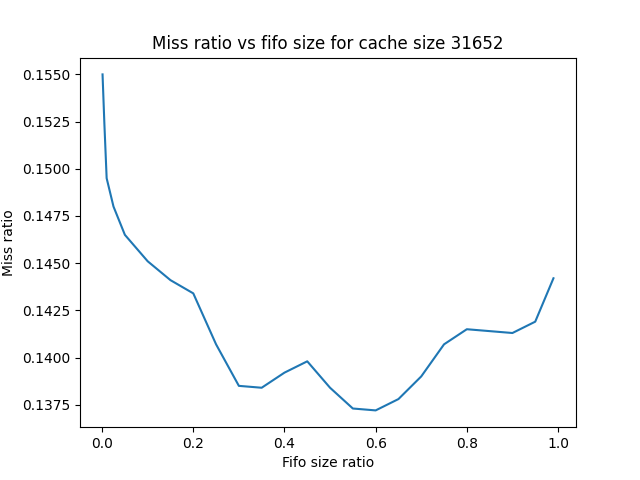 Miss ratio vs fifo size for cache size 31652
0.1550
0.1525
0.1500
0.1475
0.1450
0.1425
0.1400
0.1375
Miss ratio
0.0 0.2 0.4 0.6 0.8 1.0
Fifo size ratio